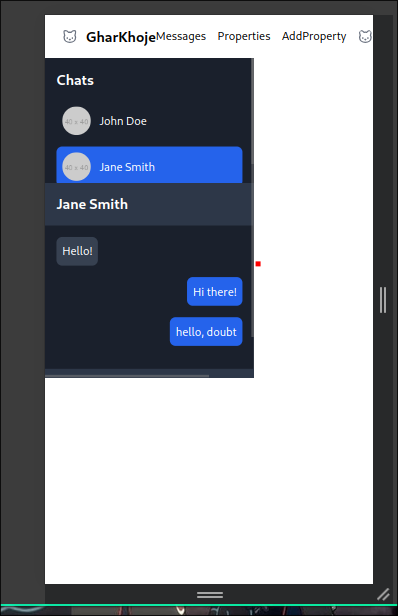 GharKhoje Messages Properties AddProperty
Chats
40 x 40 John Doe
40 x 40 Jane Smith
Jane Smith
Hello!
Hi there!
hello, doubt